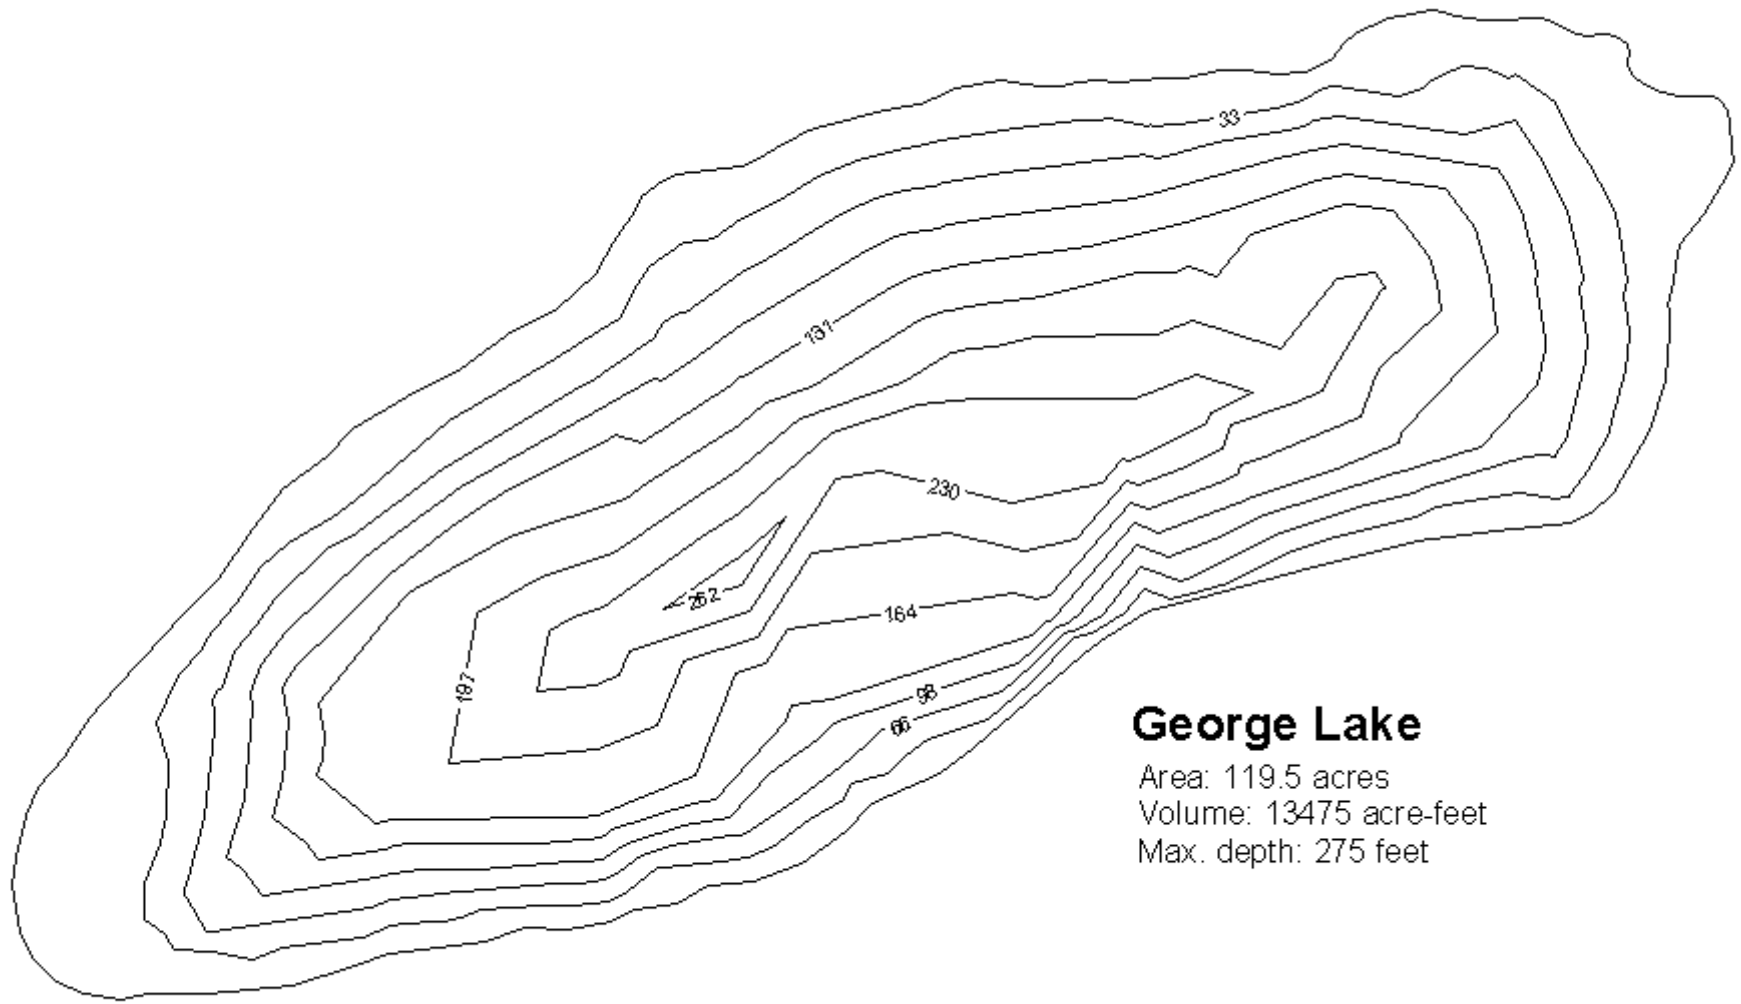 33
131
230
262
164
197
98
66
George Lake
Area: 119.5 acres
Volume: 13475 acre-feet
Max. depth: 275 feet